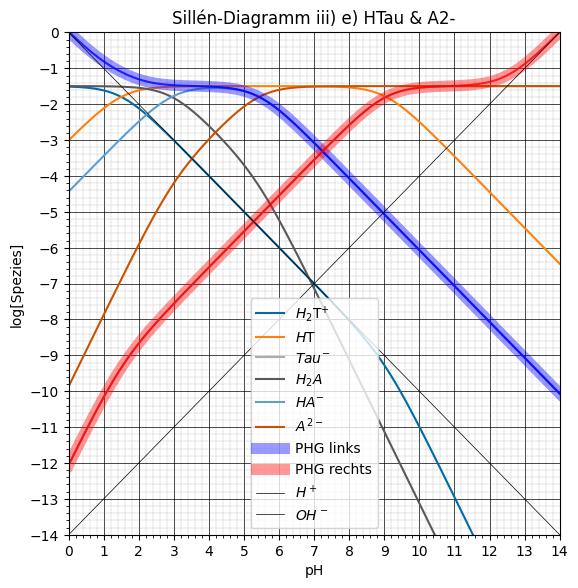 Sillén-Diagramm iii) e) HTau & A2-
log[Spezies]
0
−1
−2
−3
−4
−5
−6
−7
−8
−9
−10
−11
−12
−13
−14
H₂T⁺
HT
Tau⁻
H₂A
HA⁻
A²⁻
PHG links
PHG rechts
H⁺
OH⁻
0 1 2 3 4 5 6 7 8 9 10 11 12 13 14
pH